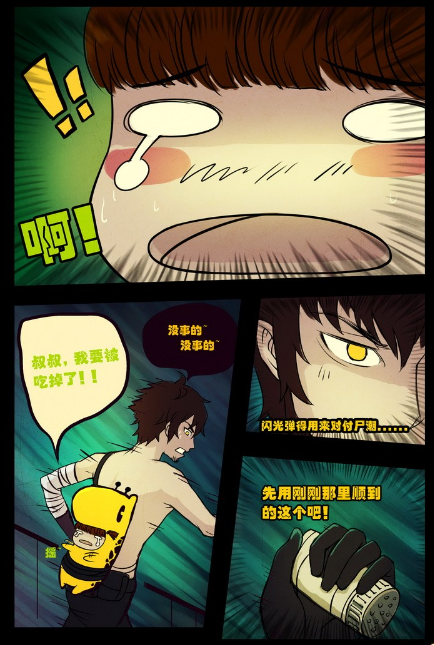 !!
啊!
叔叔，我要被
吃掉了！！
没事的~
没事的~
摇
闪光弹得用来对付尸潮......
先用刚刚那里顺到
的这个吧！